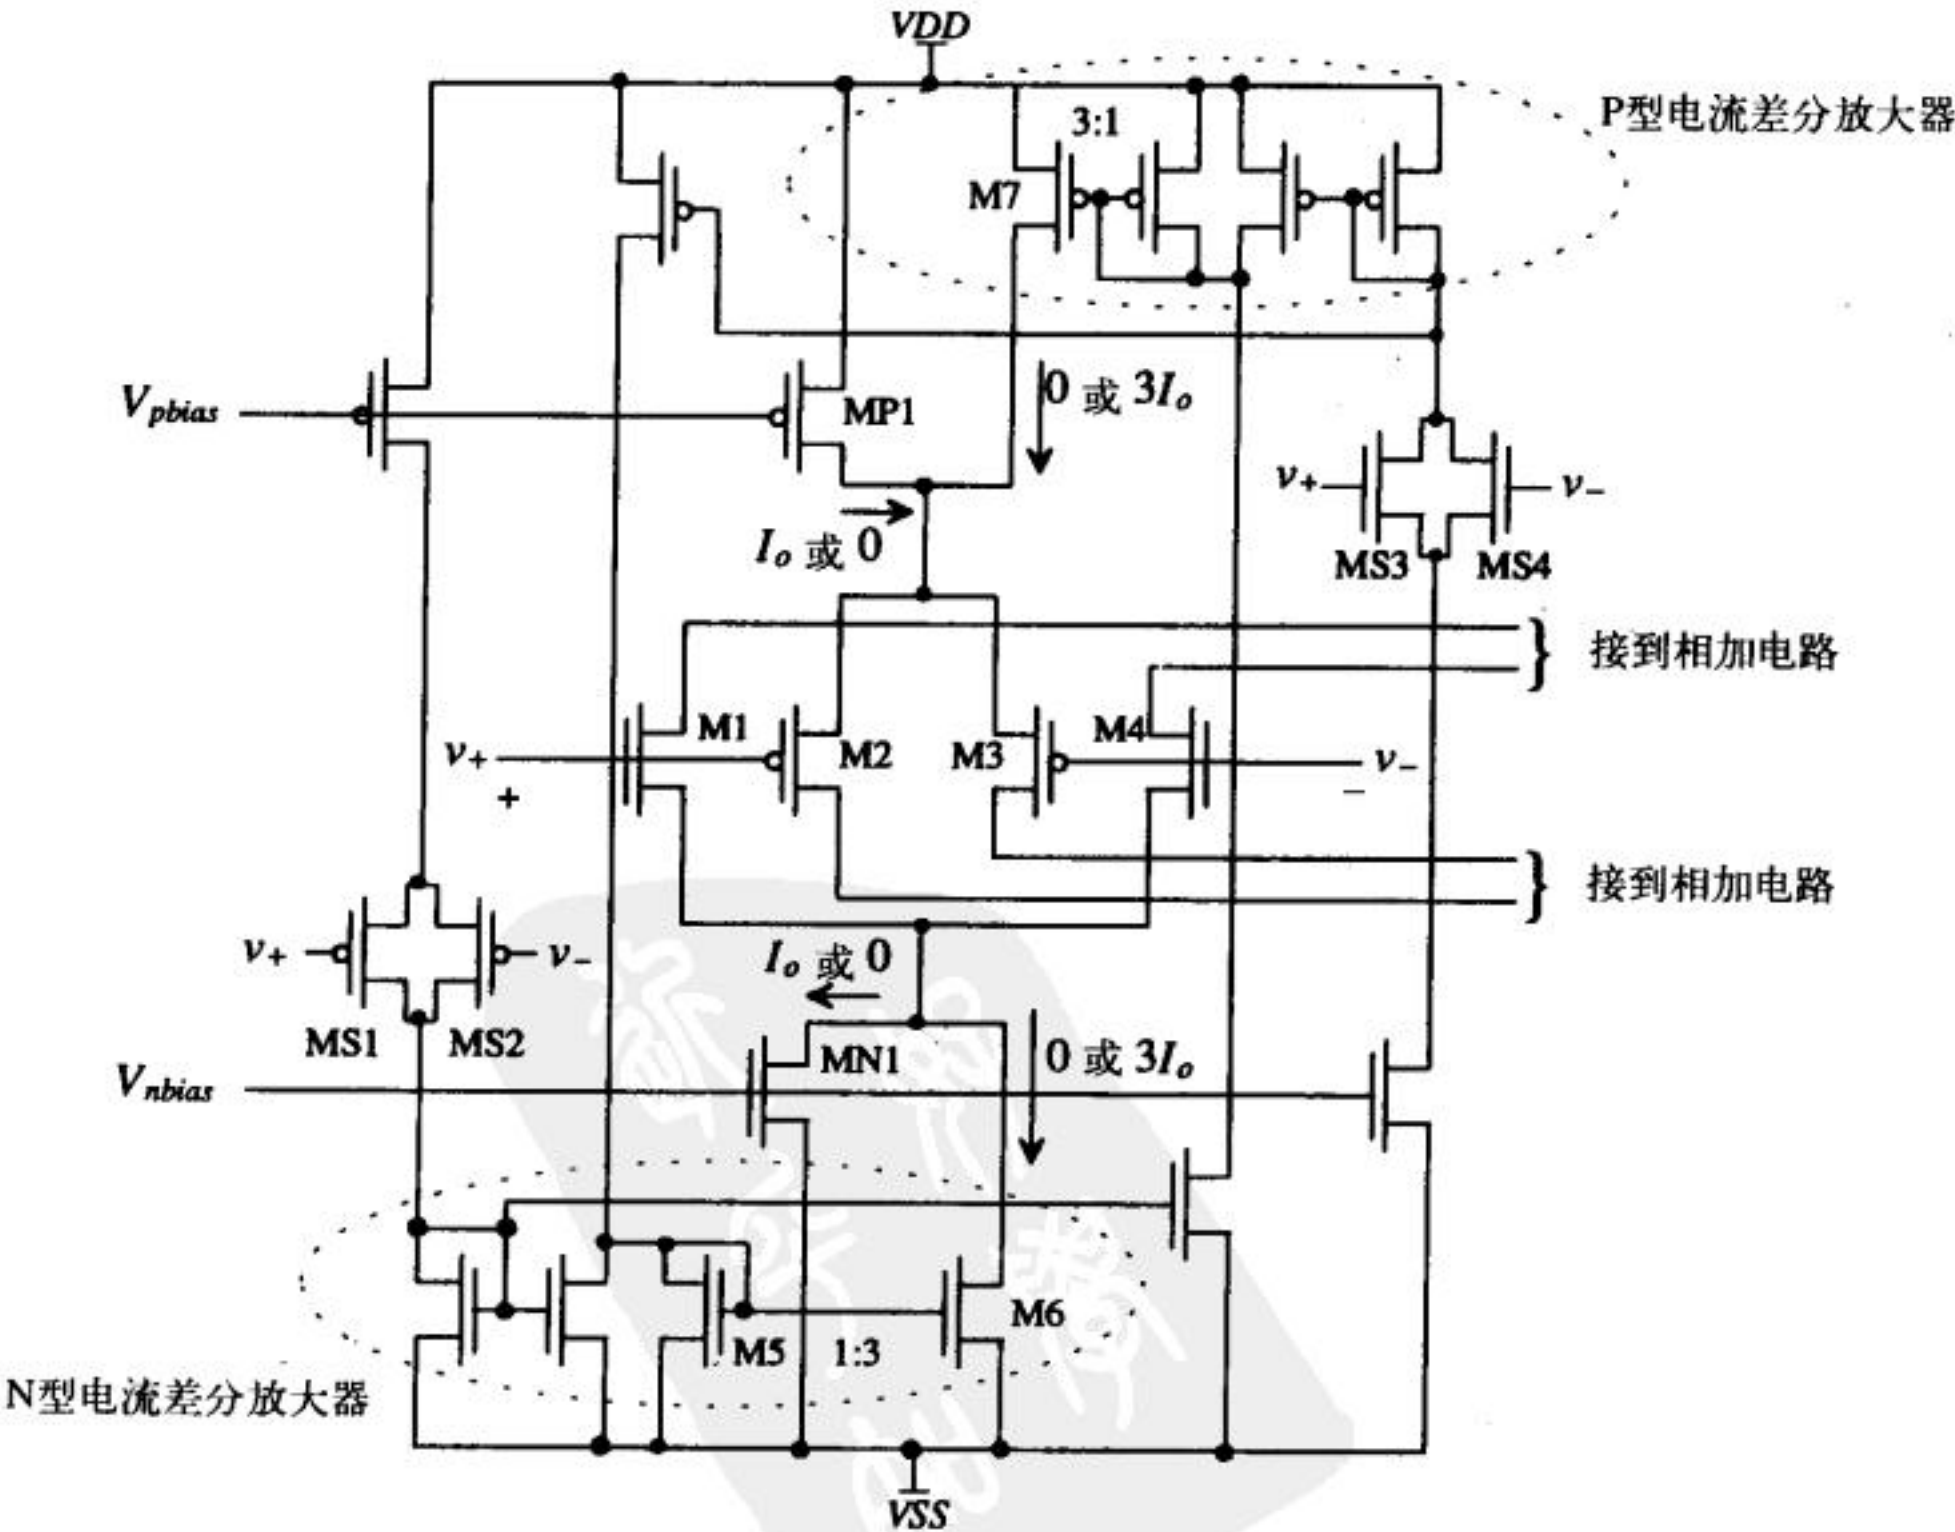 VDD
P型电流差分放大器
3:1
M7
Vpbias
MP1
0 或 3Io
v+
v−
Io 或 0
MS3
MS4
接到相加电路
v+
M1
M2
M3
M4
v−
+
−
接到相加电路
v+
v−
Io 或 0
MS1
MS2
MN1
0 或 3Io
Vnbias
M5
1:3
M6
N型电流差分放大器
VSS